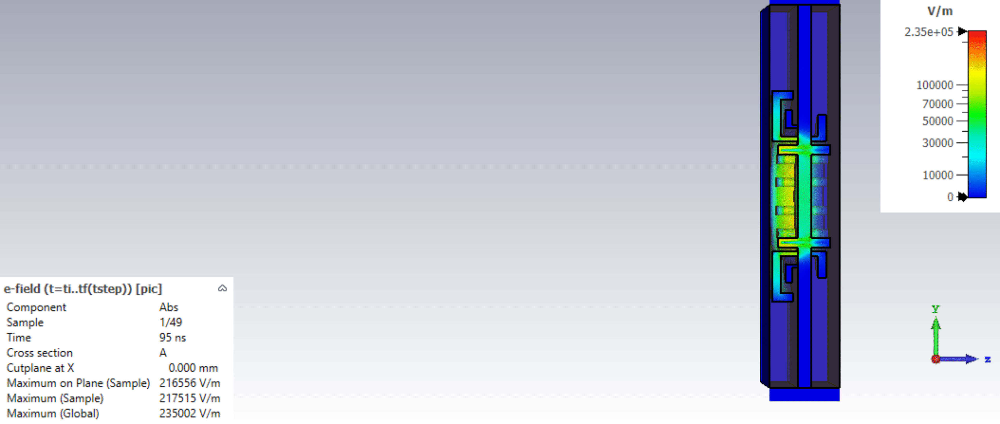 V/m
2.35e+05
100000
70000
50000
30000
10000
0
e-field (t=ti..tf(tstep)) [pic]
Component Abs
Sample 1/49
Time 95 ns
Cross section A
Cutplane at X 0.000 mm
Maximum on Plane (Sample) 216556 V/m
Maximum (Sample) 217515 V/m
Maximum (Global) 235002 V/m
y
z